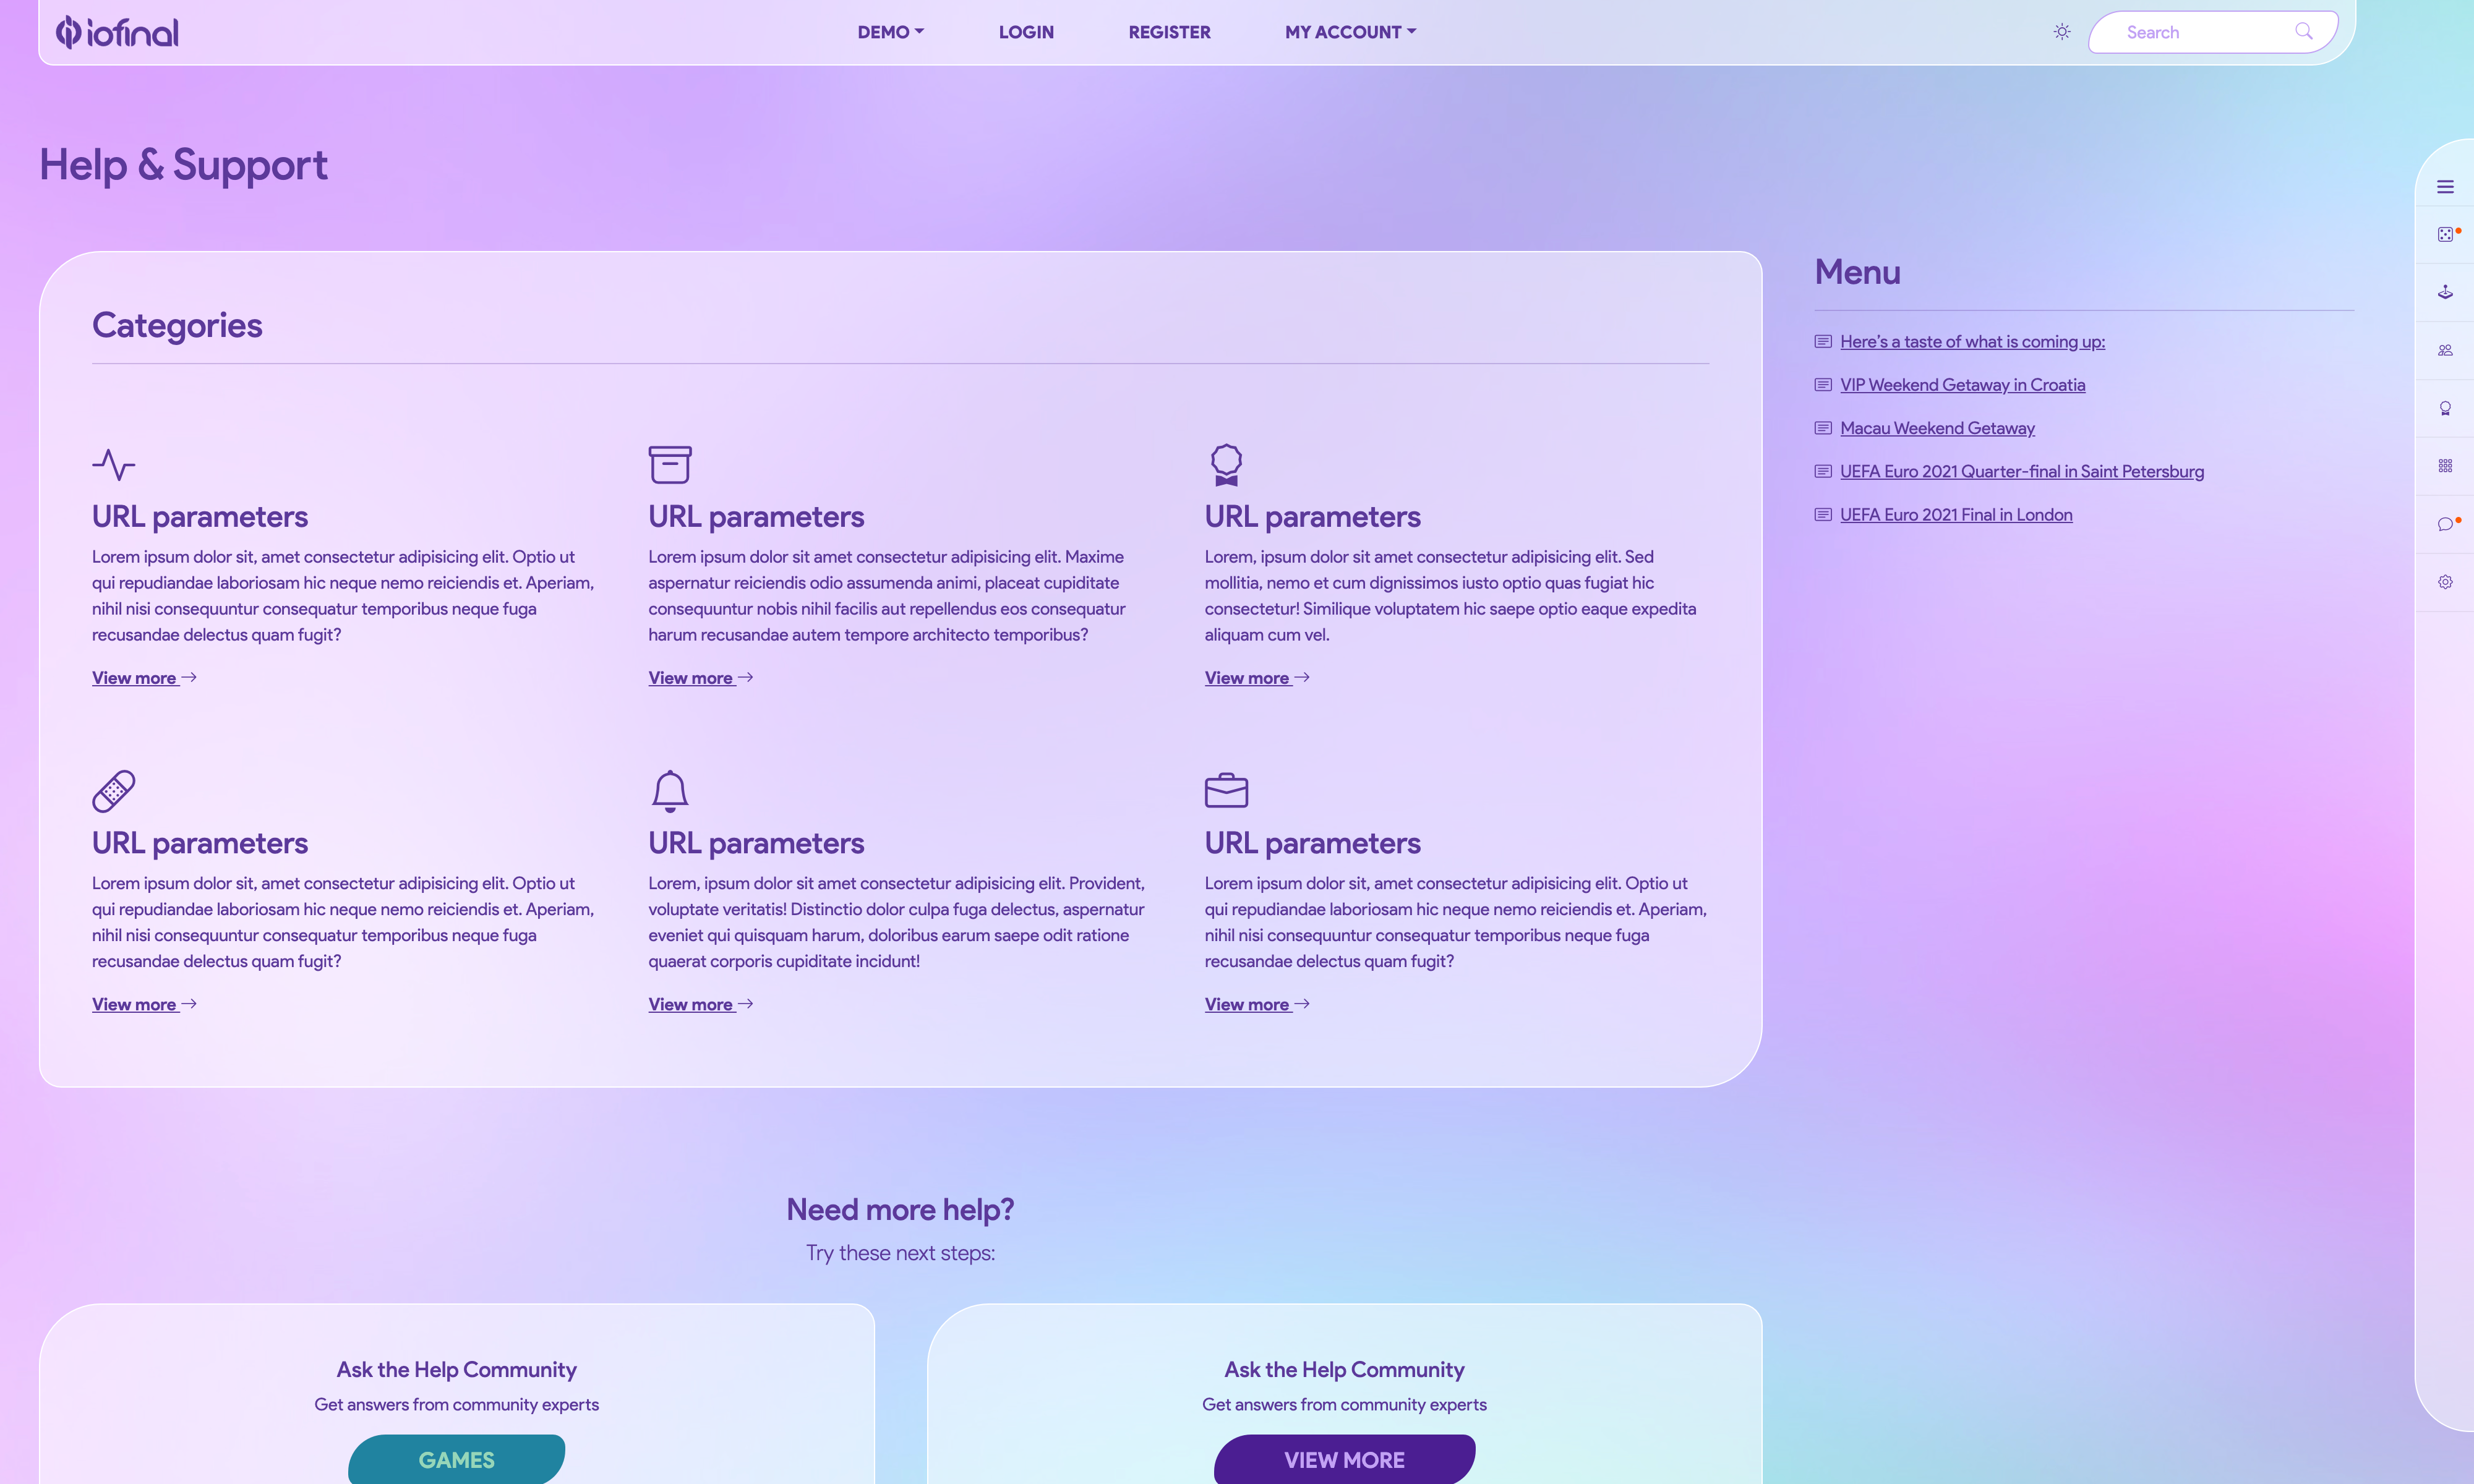 iofinal
DEMO
LOGIN
REGISTER
MY ACCOUNT
Search
Help & Support
Categories
URL parameters
Lorem ipsum dolor sit, amet consectetur adipisicing elit. Optio ut
qui repudiandae laboriosam hic neque nemo reiciendis et. Aperiam,
nihil nisi consequuntur consequatur temporibus neque fuga
recusandae delectus quam fugit?
View more
URL parameters
Lorem ipsum dolor sit amet consectetur adipisicing elit. Maxime
aspernatur reiciendis odio assumenda animi, placeat cupiditate
consequuntur nobis nihil facilis aut repellendus eos consequatur
harum recusandae autem tempore architecto temporibus?
View more
URL parameters
Lorem, ipsum dolor sit amet consectetur adipisicing elit. Sed
mollitia, nemo et cum dignissimos iusto optio quas fugiat hic
consectetur! Similique voluptatem hic saepe optio eaque expedita
aliquam cum vel.
View more
URL parameters
Lorem ipsum dolor sit, amet consectetur adipisicing elit. Optio ut
qui repudiandae laboriosam hic neque nemo reiciendis et. Aperiam,
nihil nisi consequuntur consequatur temporibus neque fuga
recusandae delectus quam fugit?
View more
URL parameters
Lorem, ipsum dolor sit amet consectetur adipisicing elit. Provident,
voluptate veritatis! Distinctio dolor culpa fuga delectus, aspernatur
eveniet qui quisquam harum, doloribus earum saepe odit ratione
quaerat corporis cupiditate incidunt!
View more
URL parameters
Lorem ipsum dolor sit, amet consectetur adipisicing elit. Optio ut
qui repudiandae laboriosam hic neque nemo reiciendis et. Aperiam,
nihil nisi consequuntur consequatur temporibus neque fuga
recusandae delectus quam fugit?
View more
Menu
Here's a taste of what is coming up:
VIP Weekend Getaway in Croatia
Macau Weekend Getaway
UEFA Euro 2021 Quarter-final in Saint Petersburg
UEFA Euro 2021 Final in London
Need more help?
Try these next steps:
Ask the Help Community
Get answers from community experts
GAMES
Ask the Help Community
Get answers from community experts
VIEW MORE